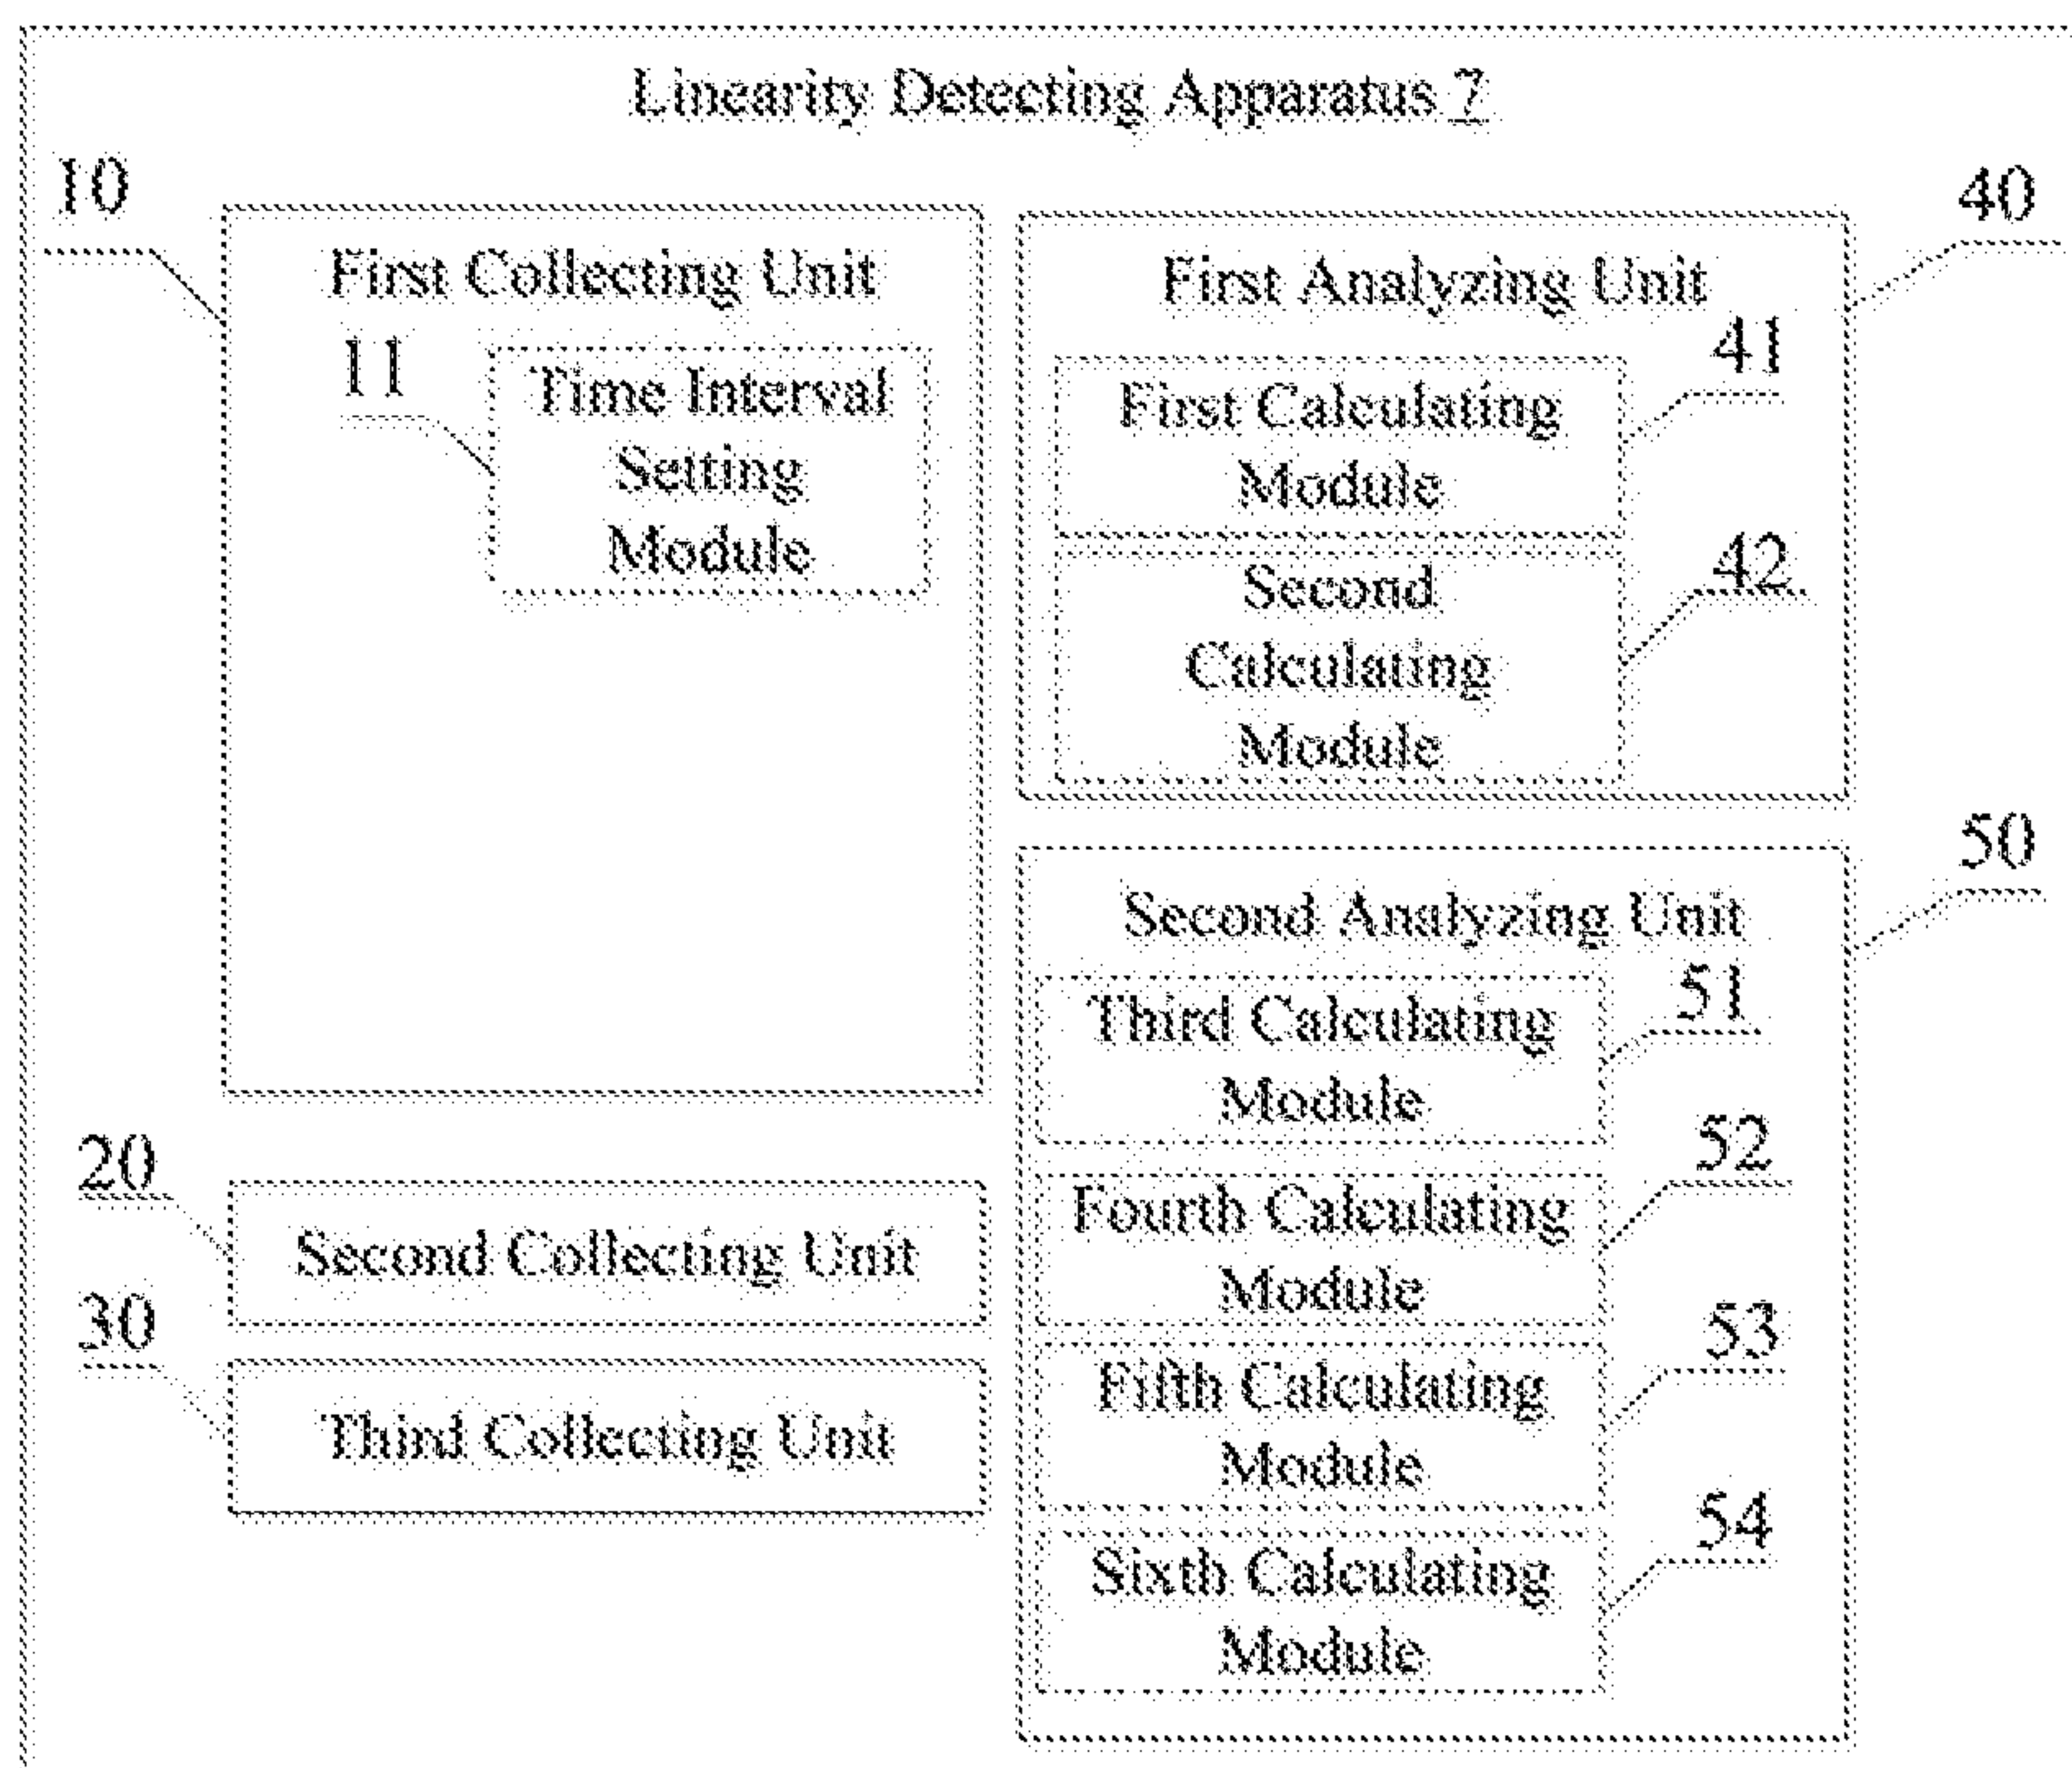 Linearity Detecting Apparatus 7
10
First Collecting Unit
11
Time Interval
Setting
Module
20
Second Collecting Unit
30
Third Collecting Unit
40
First Analyzing Unit
41
First Calculating
Module
42
Second
Calculating
Module
50
Second Analyzing Unit
51
Third Calculating
Module
52
Fourth Calculating
Module
53
Fifth Calculating
Module
54
Sixth Calculating
Module